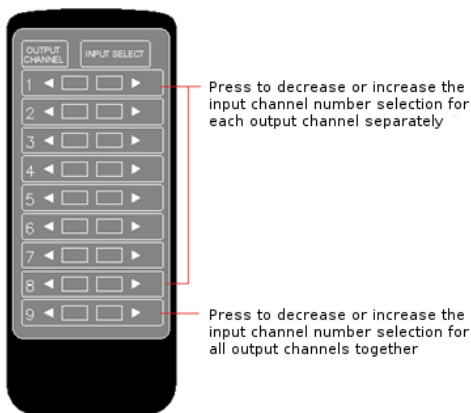 OUTPUT
CHANNEL
INPUT SELECT
1
2
3
4
5
6
7
8
9
Press to decrease or increase the
input channel number selection for
each output channel separately
Press to decrease or increase the
input channel number selection for
all output channels together